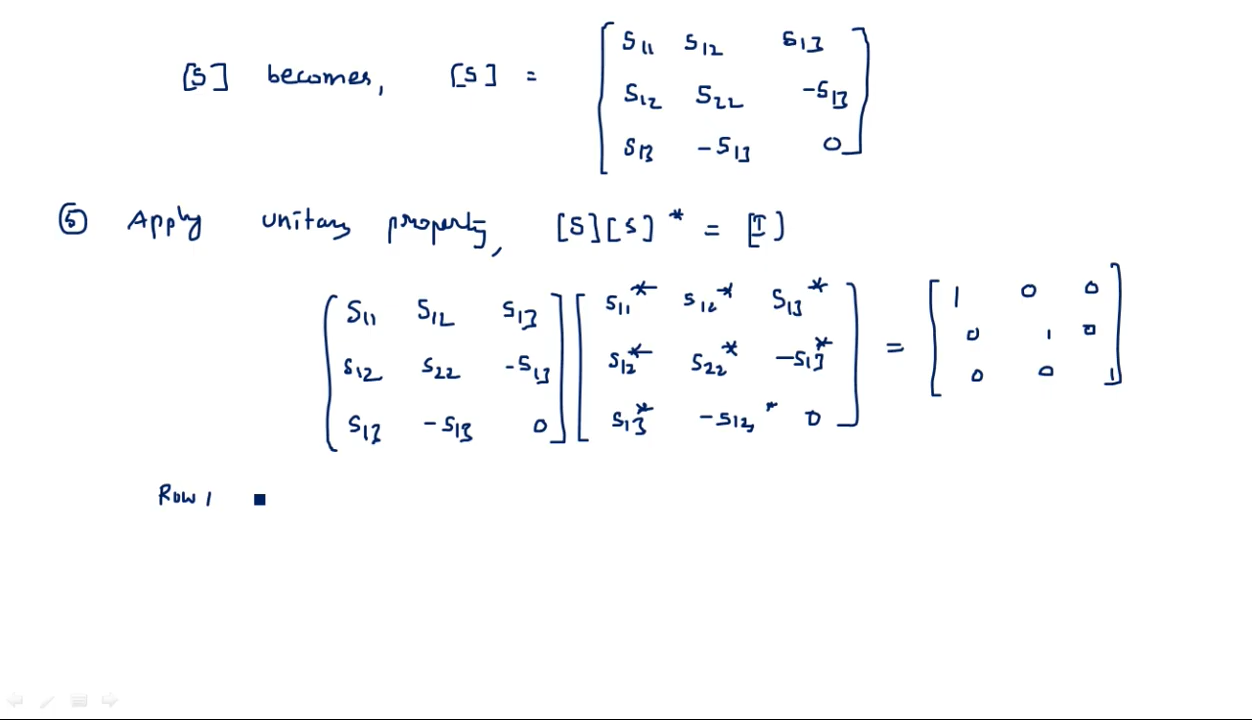 [S] becomes, [S] = [ S11 S12 S13
S12 S22 -S13
S13 -S13 0 ]
⑤ Apply unitary property, [S][S]* = [I]
[ S11 S12 S13 ] [ S11* S12* S13* ] = [ 1 0 0 ]
[ S12 S22 -S13 ] [ S12* S22* -S13* ] [ 0 1 0 ]
[ S13 -S13 0 ] [ S13* -S13* 0 ] [ 0 0 1 ]
Row 1